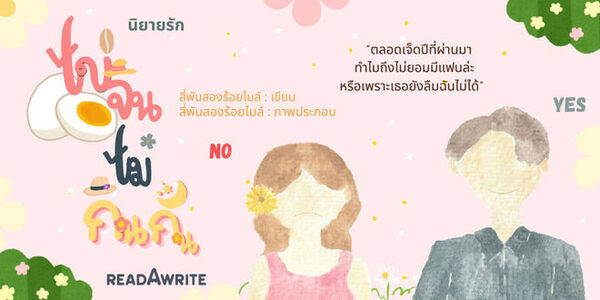 นิยายรัก
ไข่ฉัน
ไม่
กินกัน
สี่พันสองร้อยไมล์ : เขียน
สี่พันสองร้อยไมล์ : ภาพประกอบ
"ตลอดเจ็ดปีที่ผ่านมา
ทำไมถึงไม่ยอมมีแฟนล่ะ
หรือเพราะเธอยังลืมฉันไม่ได้"
NO
YES
READAWRITE